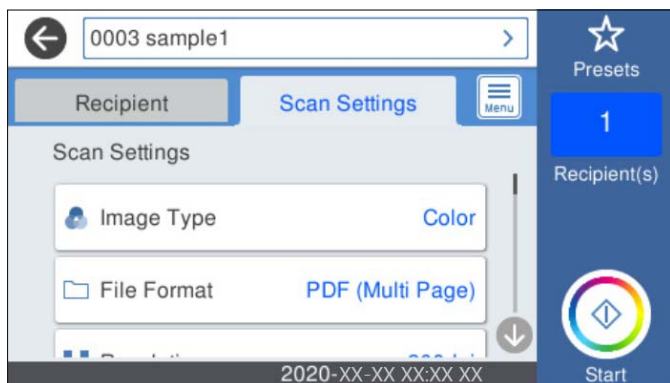 0003 sample1
Presets
Recipient
Scan Settings
Menu
1
Recipient(s)
Scan Settings
Image Type
Color
File Format
PDF (Multi Page)
2020-XX-XX XX:XX XX
Start